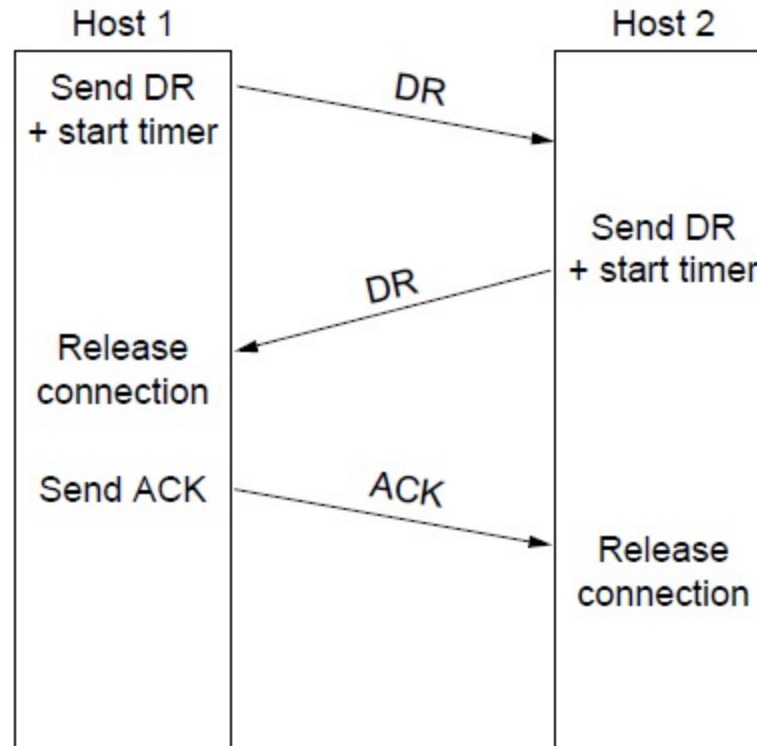 Host 1
Host 2
Send DR
+ start timer
DR
Send DR
+ start timer
DR
Release
connection
Send ACK
ACK
Release
connection